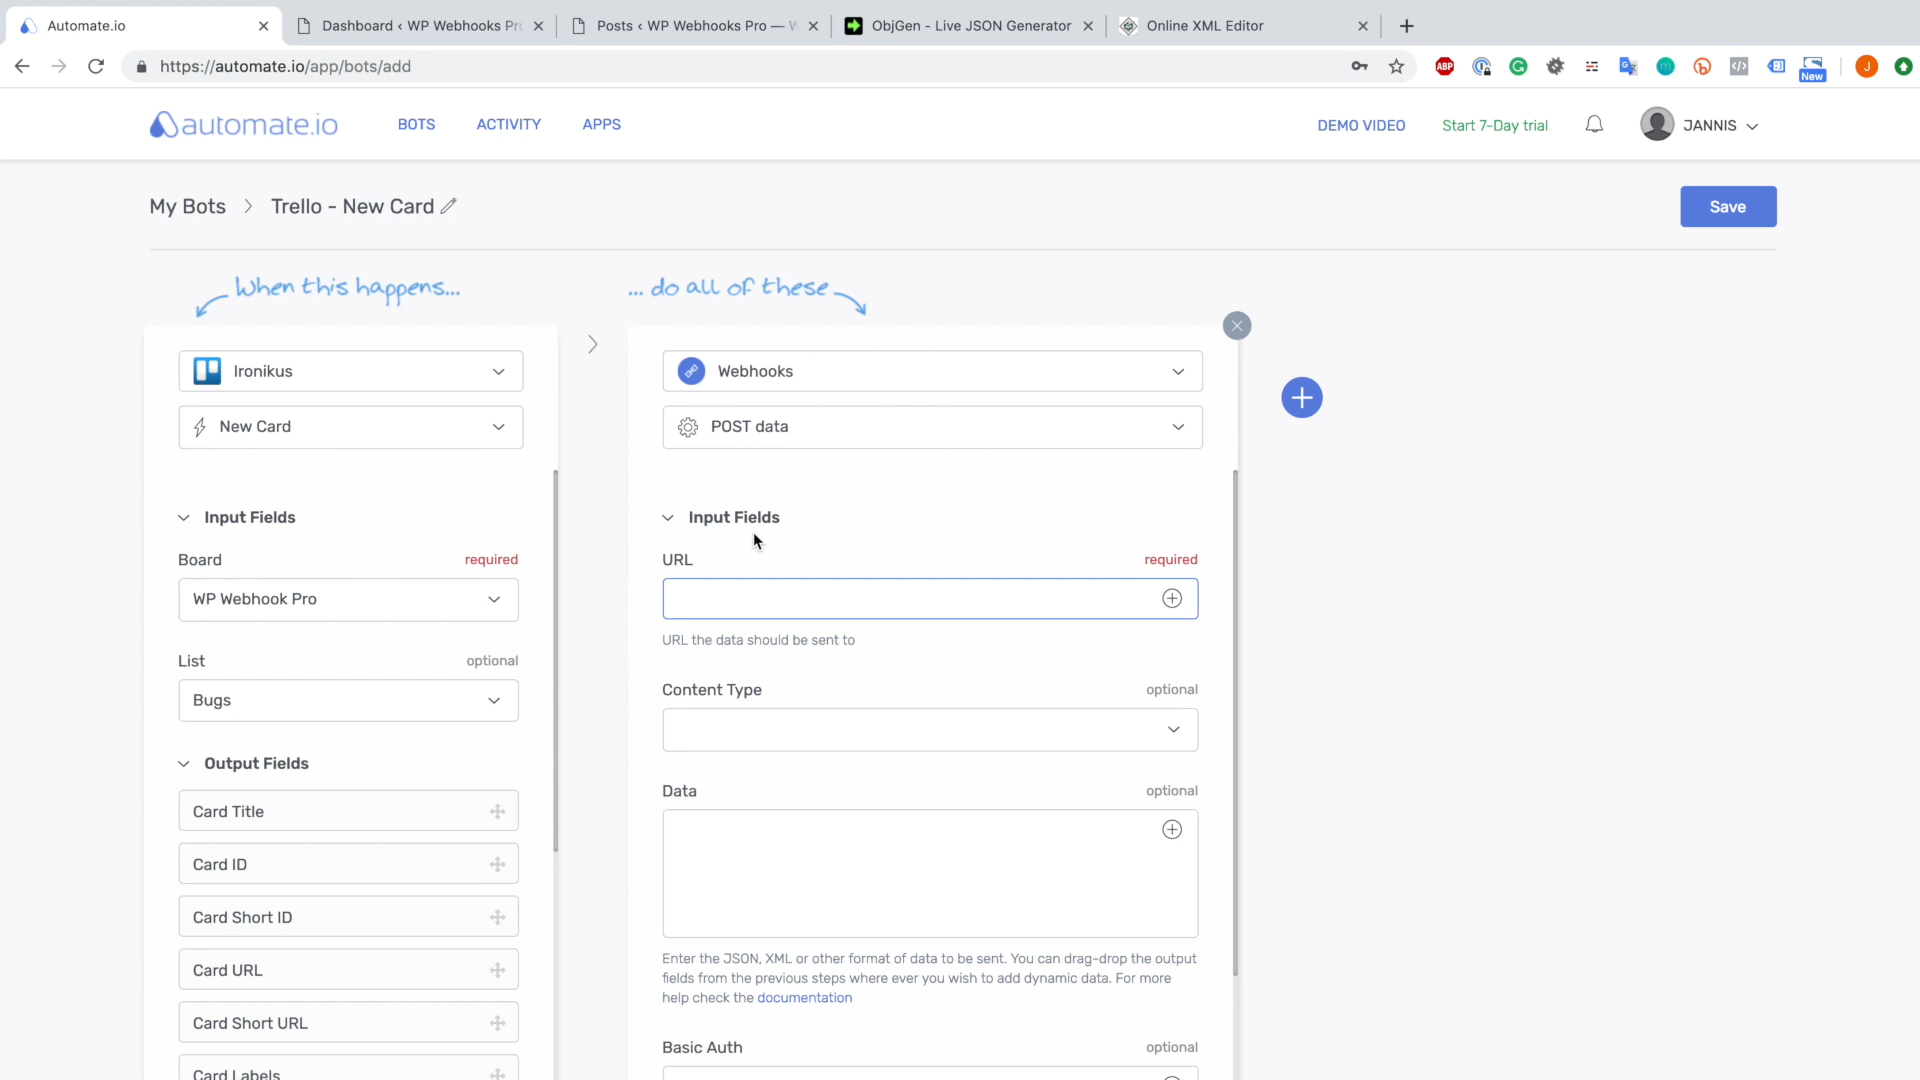 Automate.io
Dashboard ‹ WP Webhooks Pr
Posts ‹ WP Webhooks Pro — W
ObjGen - Live JSON Generator
Online XML Editor
https://automate.io/app/bots/add
ABP
New
J
automate.io
BOTS
ACTIVITY
APPS
DEMO VIDEO
Start 7-Day trial
JANNIS
My Bots > Trello - New Card
Save
When this happens...
... do all of these
Ironikus
New Card
Input Fields
Board required
WP Webhook Pro
List optional
Bugs
Output Fields
Card Title
Card ID
Card Short ID
Card URL
Card Short URL
Card Labels
Webhooks
POST data
Input Fields
URL required
URL the data should be sent to
Content Type optional
Data optional
Enter the JSON, XML or other format of data to be sent. You can drag-drop the output
fields from the previous steps where ever you wish to add dynamic data. For more
help check the documentation
Basic Auth optional